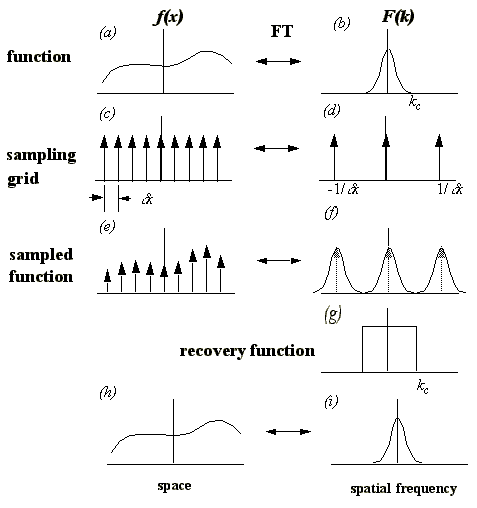 f(x) F(k)
(a) FT (b)
function
k_c
(c) (d)
sampling
grid
-1/δx 1/δx
δx
(e) (f)
sampled
function
(g)
recovery function
k_c
(h) (i)
space spatial frequency